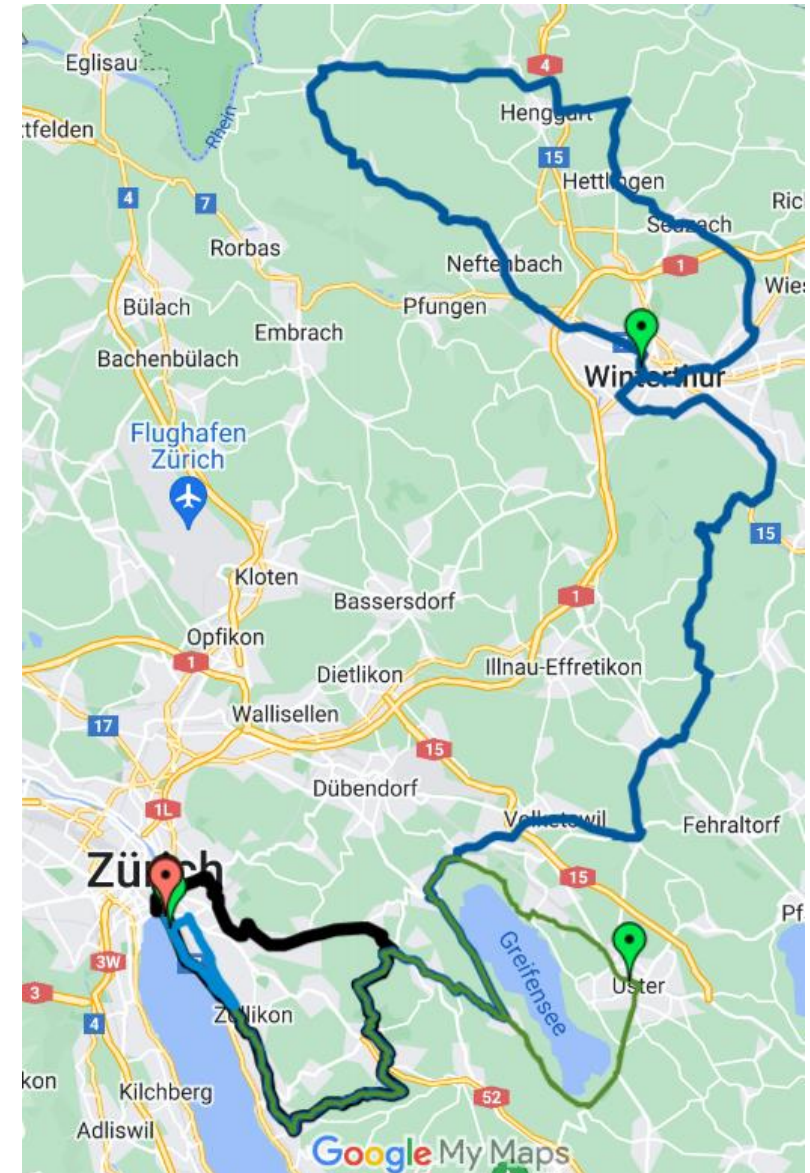 Eglisau
4
ttfelden
Rhein
Henggart
15
4
7
Hettlingen
Ric
Seuzach
Rorbas
Neftenbach
1
Wies
Bülach
Pfungen
Embrach
Bachenbülach
Winterthur
Flughafen
Zürich
15
Kloten
1
Bassersdorf
Opfikon
1
Dietlikon
Illnau-Effretikon
17
Wallisellen
15
Dübendorf
1L
Volketswil
Fehraltorf
Zürich
15
Pf
Greifensee
3W
Uster
3
4
Zollikon
kon
Kilchberg
52
Adliswil
Google My Maps